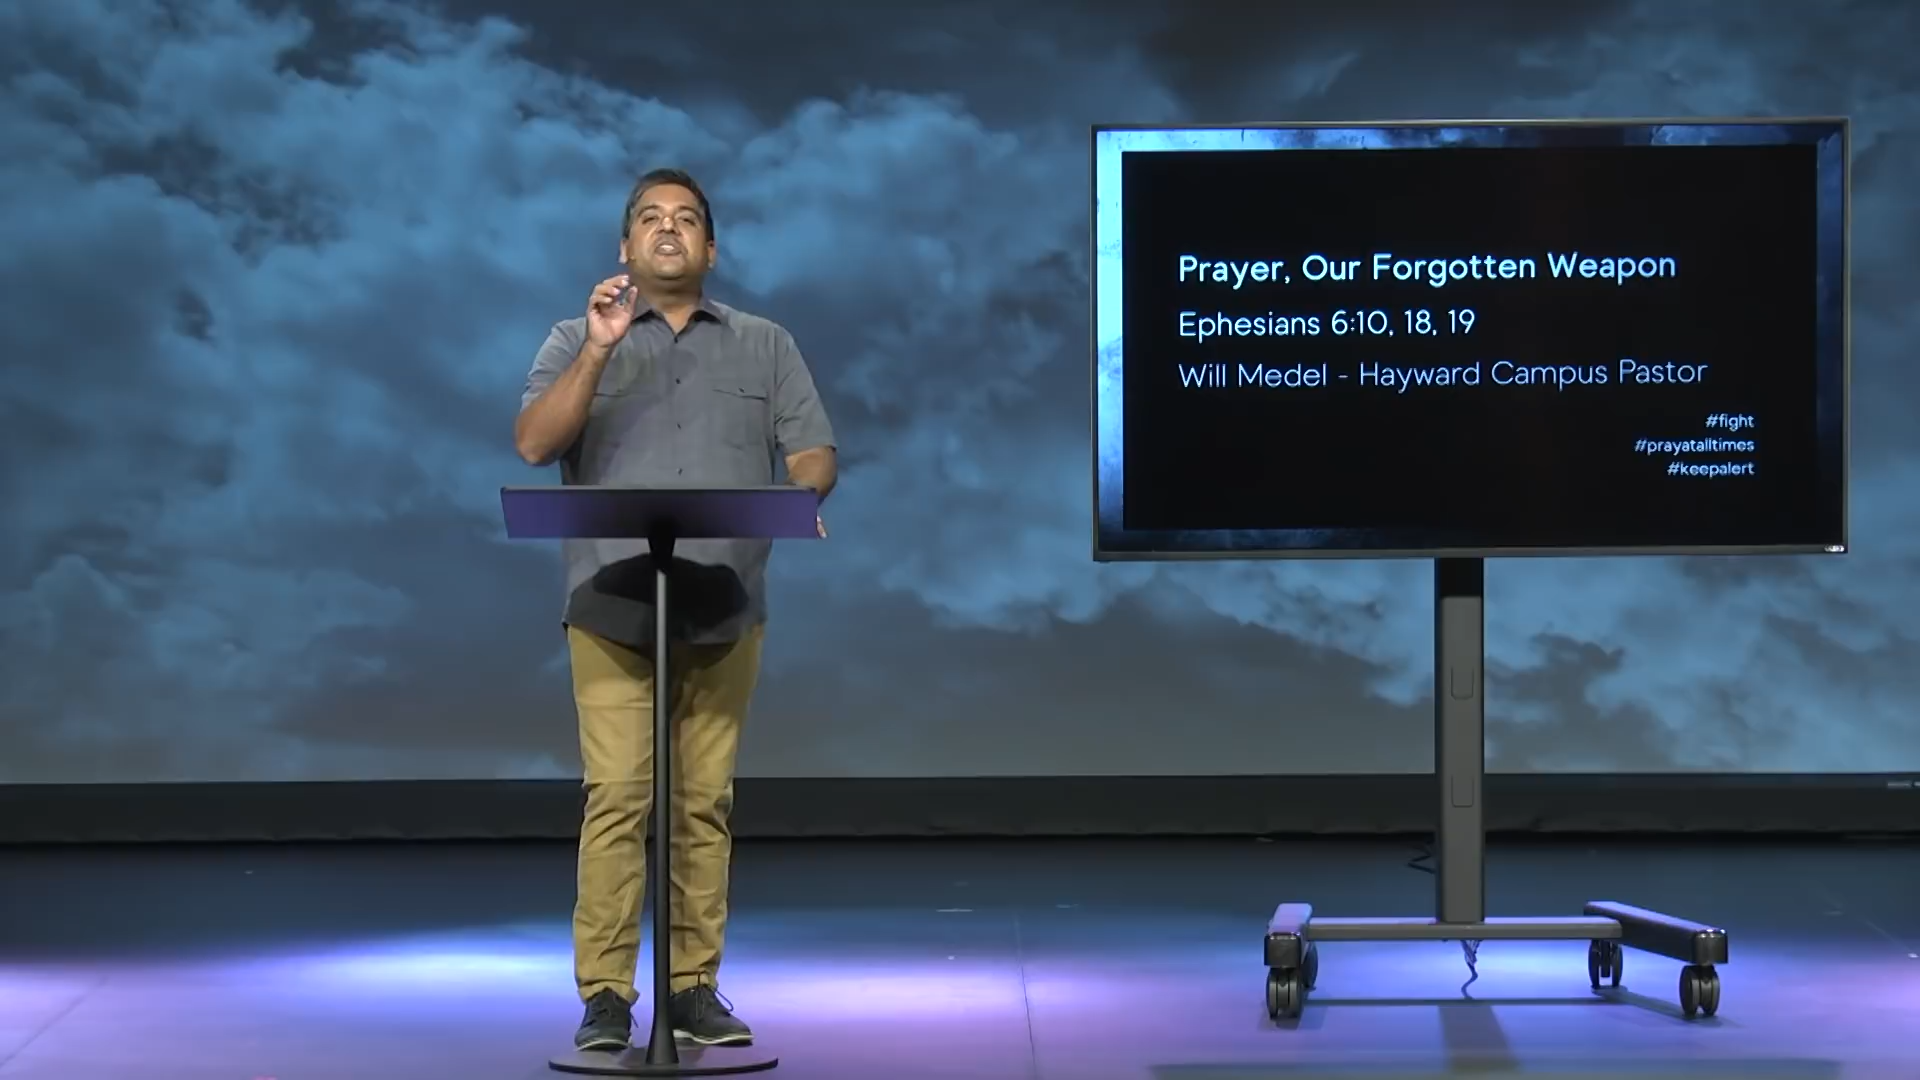 Prayer, Our Forgotten Weapon
Ephesians 6:10, 18, 19
Will Medel - Hayward Campus Pastor
#fight
#prayatalltimes
#keepalert